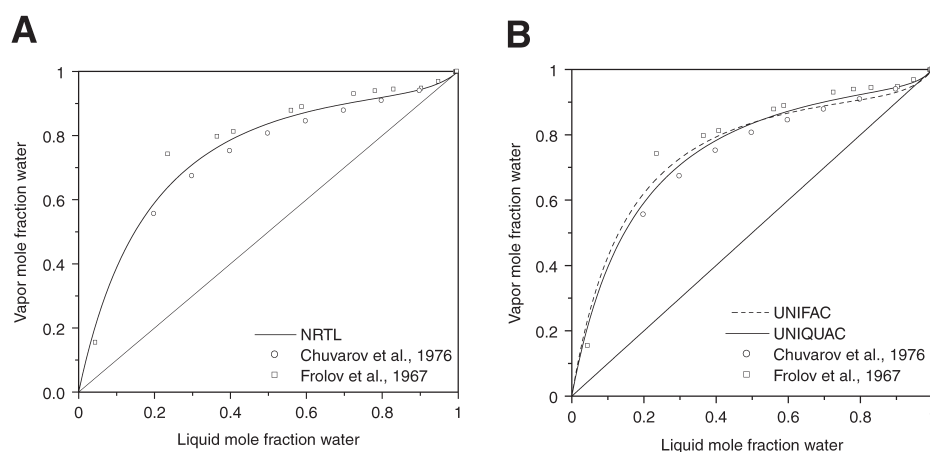 A
Vapor mole fraction water
1
0.8
0.6
0.4
0.2
0.0
NRTL
Chuvarov et al., 1976
Frolov et al., 1967
0 0.2 0.4 0.6 0.8 1
Liquid mole fraction water
B
Vapor mole fraction water
1
0.8
0.6
0.4
0.2
0
UNIFAC
UNIQUAC
Chuvarov et al., 1976
Frolov et al., 1967
0 0.2 0.4 0.6 0.8
Liquid mole fraction water